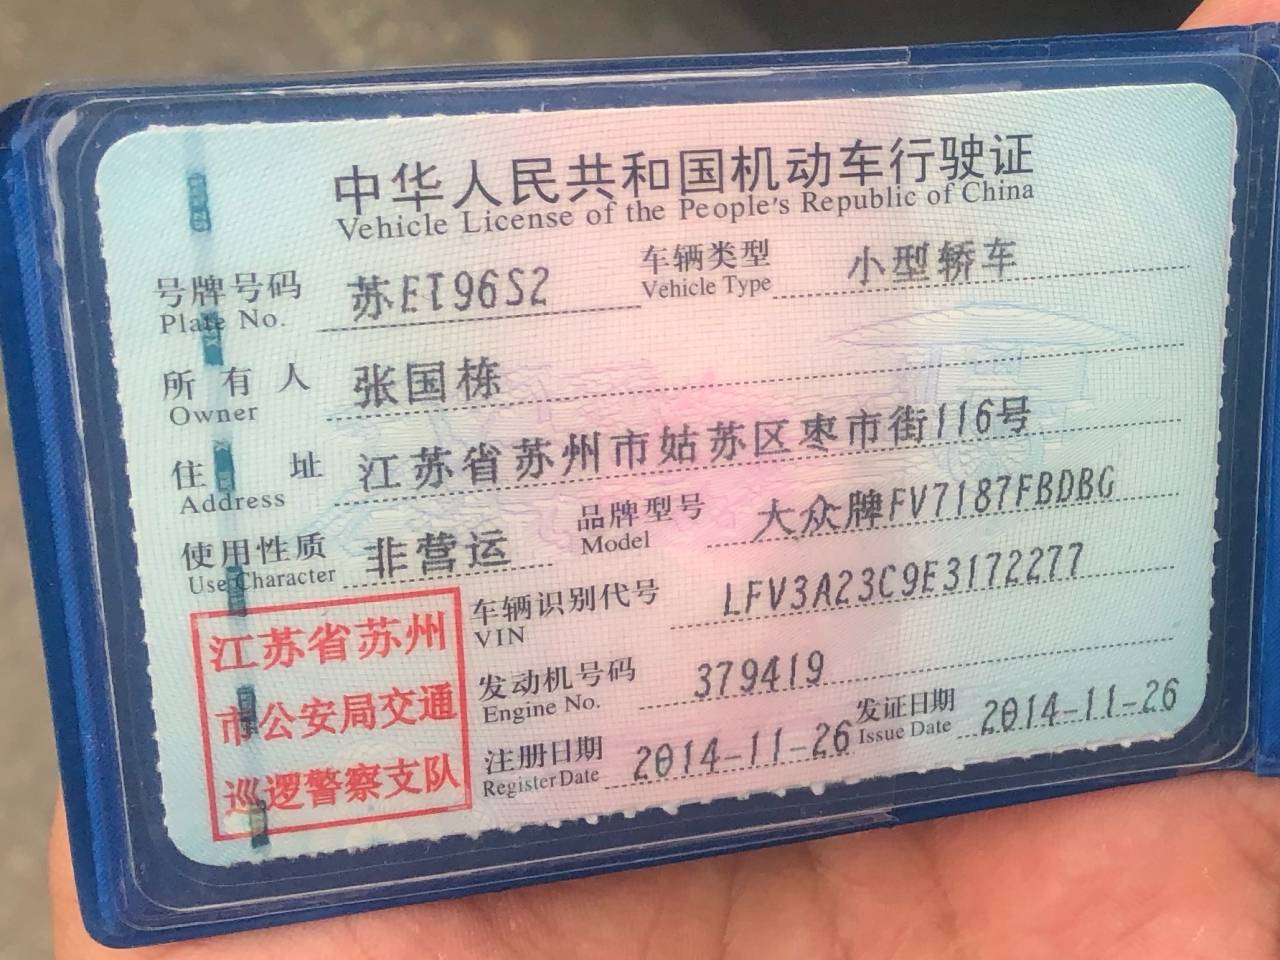 中华人民共和国机动车行驶证
Vehicle License of the People's Republic of China
号牌号码 苏ET96S2 车辆类型 小型轿车
Plate No. Vehicle Type
所有人 张国栋
Owner
住址 江苏省苏州市姑苏区枣市街116号
Address
使用性质 非营运 品牌型号 大众牌FV7187FBDBG
Use Character Model
江苏省苏州
市公安局交通
巡逻警察支队
车辆识别代号 LFV3A23C9E3172277
VIN
发动机号码 379419
Engine No.
注册日期 2014-11-26 发证日期 2014-11-26
Register Date Issue Date